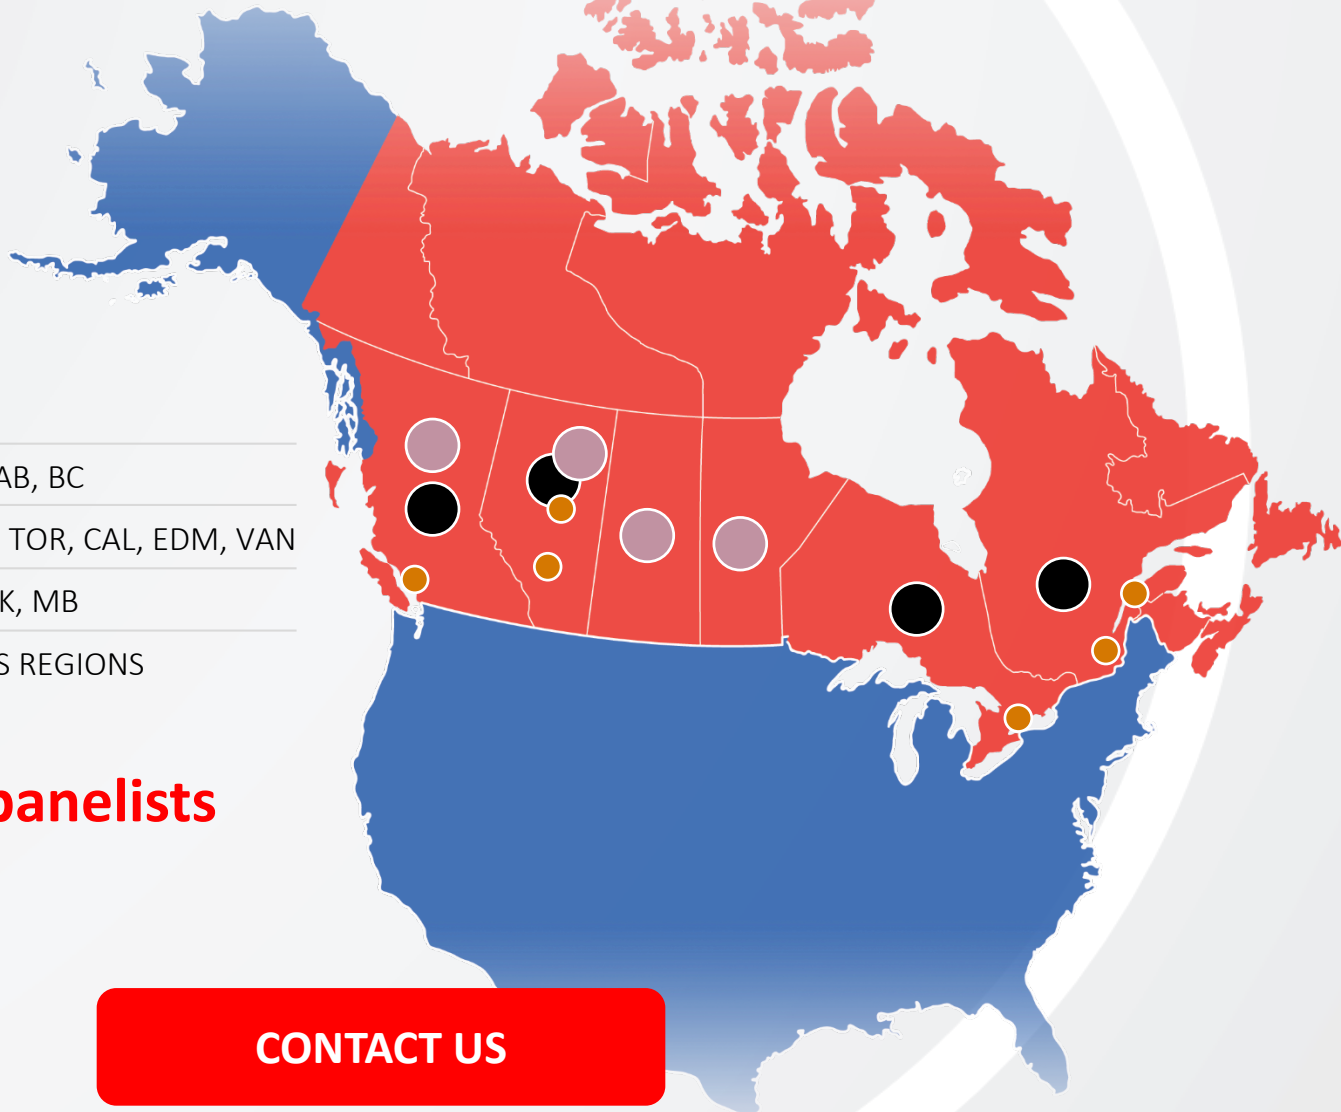 AB, BC
TOR, CAL, EDM, VAN
K, MB
S REGIONS
panelists
CONTACT US